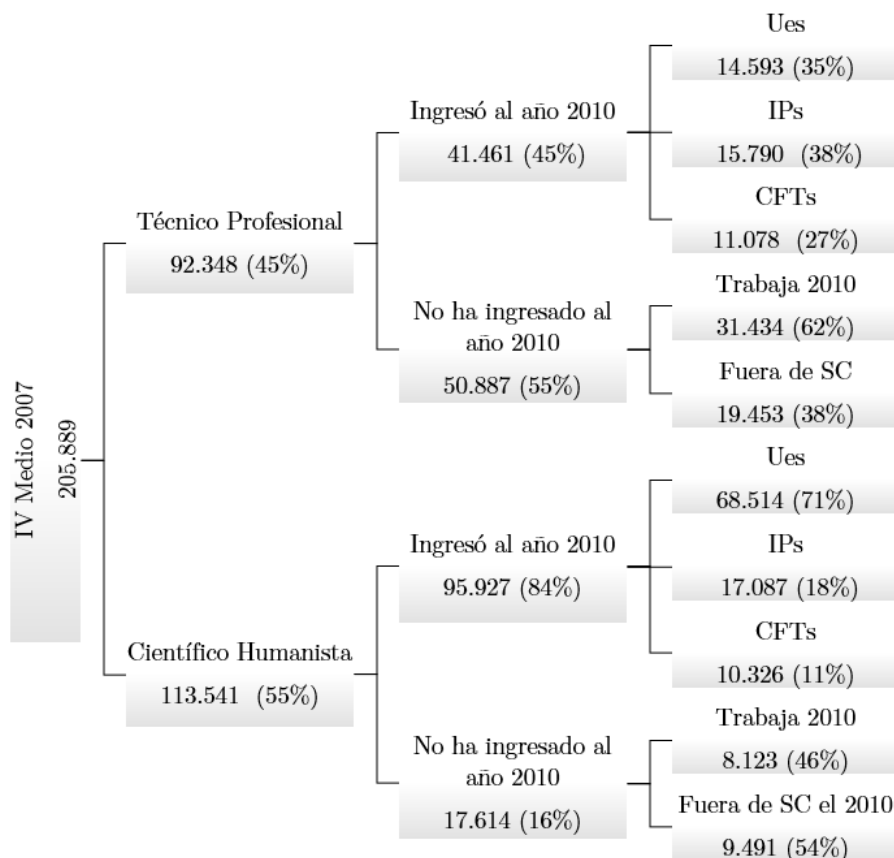 IV Medio 2007
205.889
Técnico Profesional
92.348 (45%)
Ingresó al año 2010
41.461 (45%)
Ues
14.593 (35%)
IPs
15.790 (38%)
CFTs
11.078 (27%)
No ha ingresado al
año 2010
50.887 (55%)
Trabaja 2010
31.434 (62%)
Fuera de SC
19.453 (38%)
Científico Humanista
113.541 (55%)
Ingresó al año 2010
95.927 (84%)
Ues
68.514 (71%)
IPs
17.087 (18%)
CFTs
10.326 (11%)
No ha ingresado al
año 2010
17.614 (16%)
Trabaja 2010
8.123 (46%)
Fuera de SC el 2010
9.491 (54%)